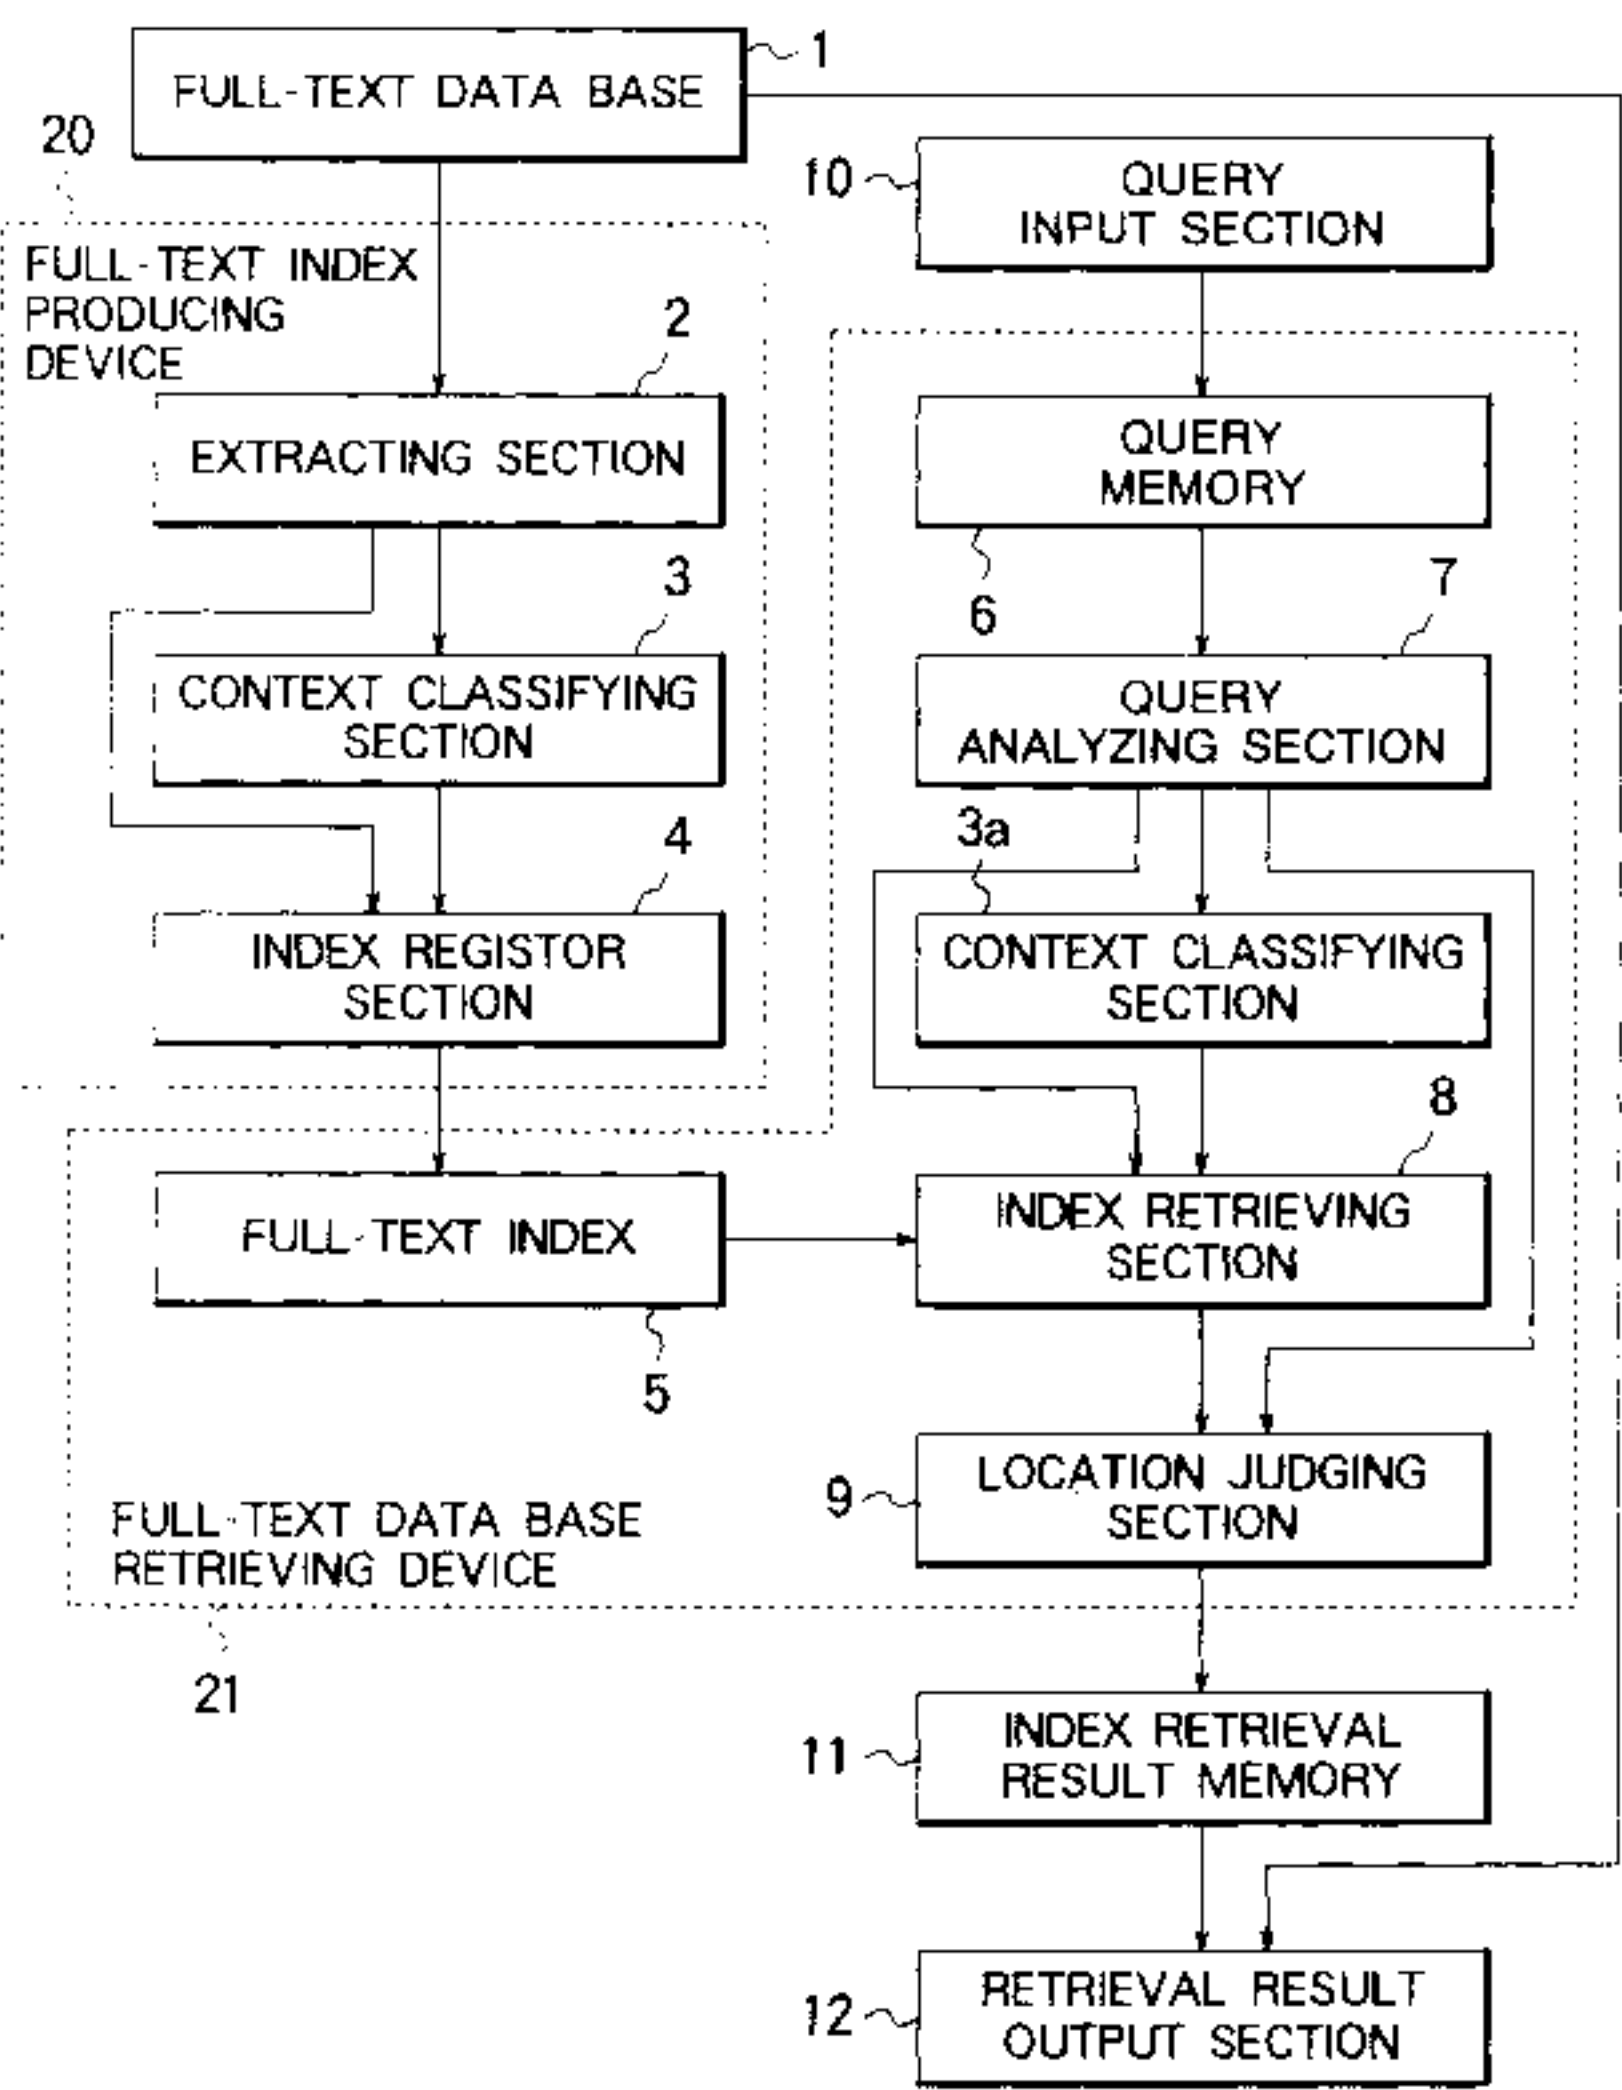 1
FULL-TEXT DATA BASE
20
10
QUERY
INPUT SECTION
FULL-TEXT INDEX
PRODUCING
DEVICE
2
EXTRACTING SECTION
QUERY
MEMORY
6
3
CONTEXT CLASSIFYING
SECTION
7
QUERY
ANALYZING SECTION
4
INDEX REGISTOR
SECTION
3a
CONTEXT CLASSIFYING
SECTION
8
FULL-TEXT INDEX
5
INDEX RETRIEVING
SECTION
9
LOCATION JUDGING
SECTION
FULL-TEXT DATA BASE
RETRIEVING DEVICE
21
11
INDEX RETRIEVAL
RESULT MEMORY
12
RETRIEVAL RESULT
OUTPUT SECTION